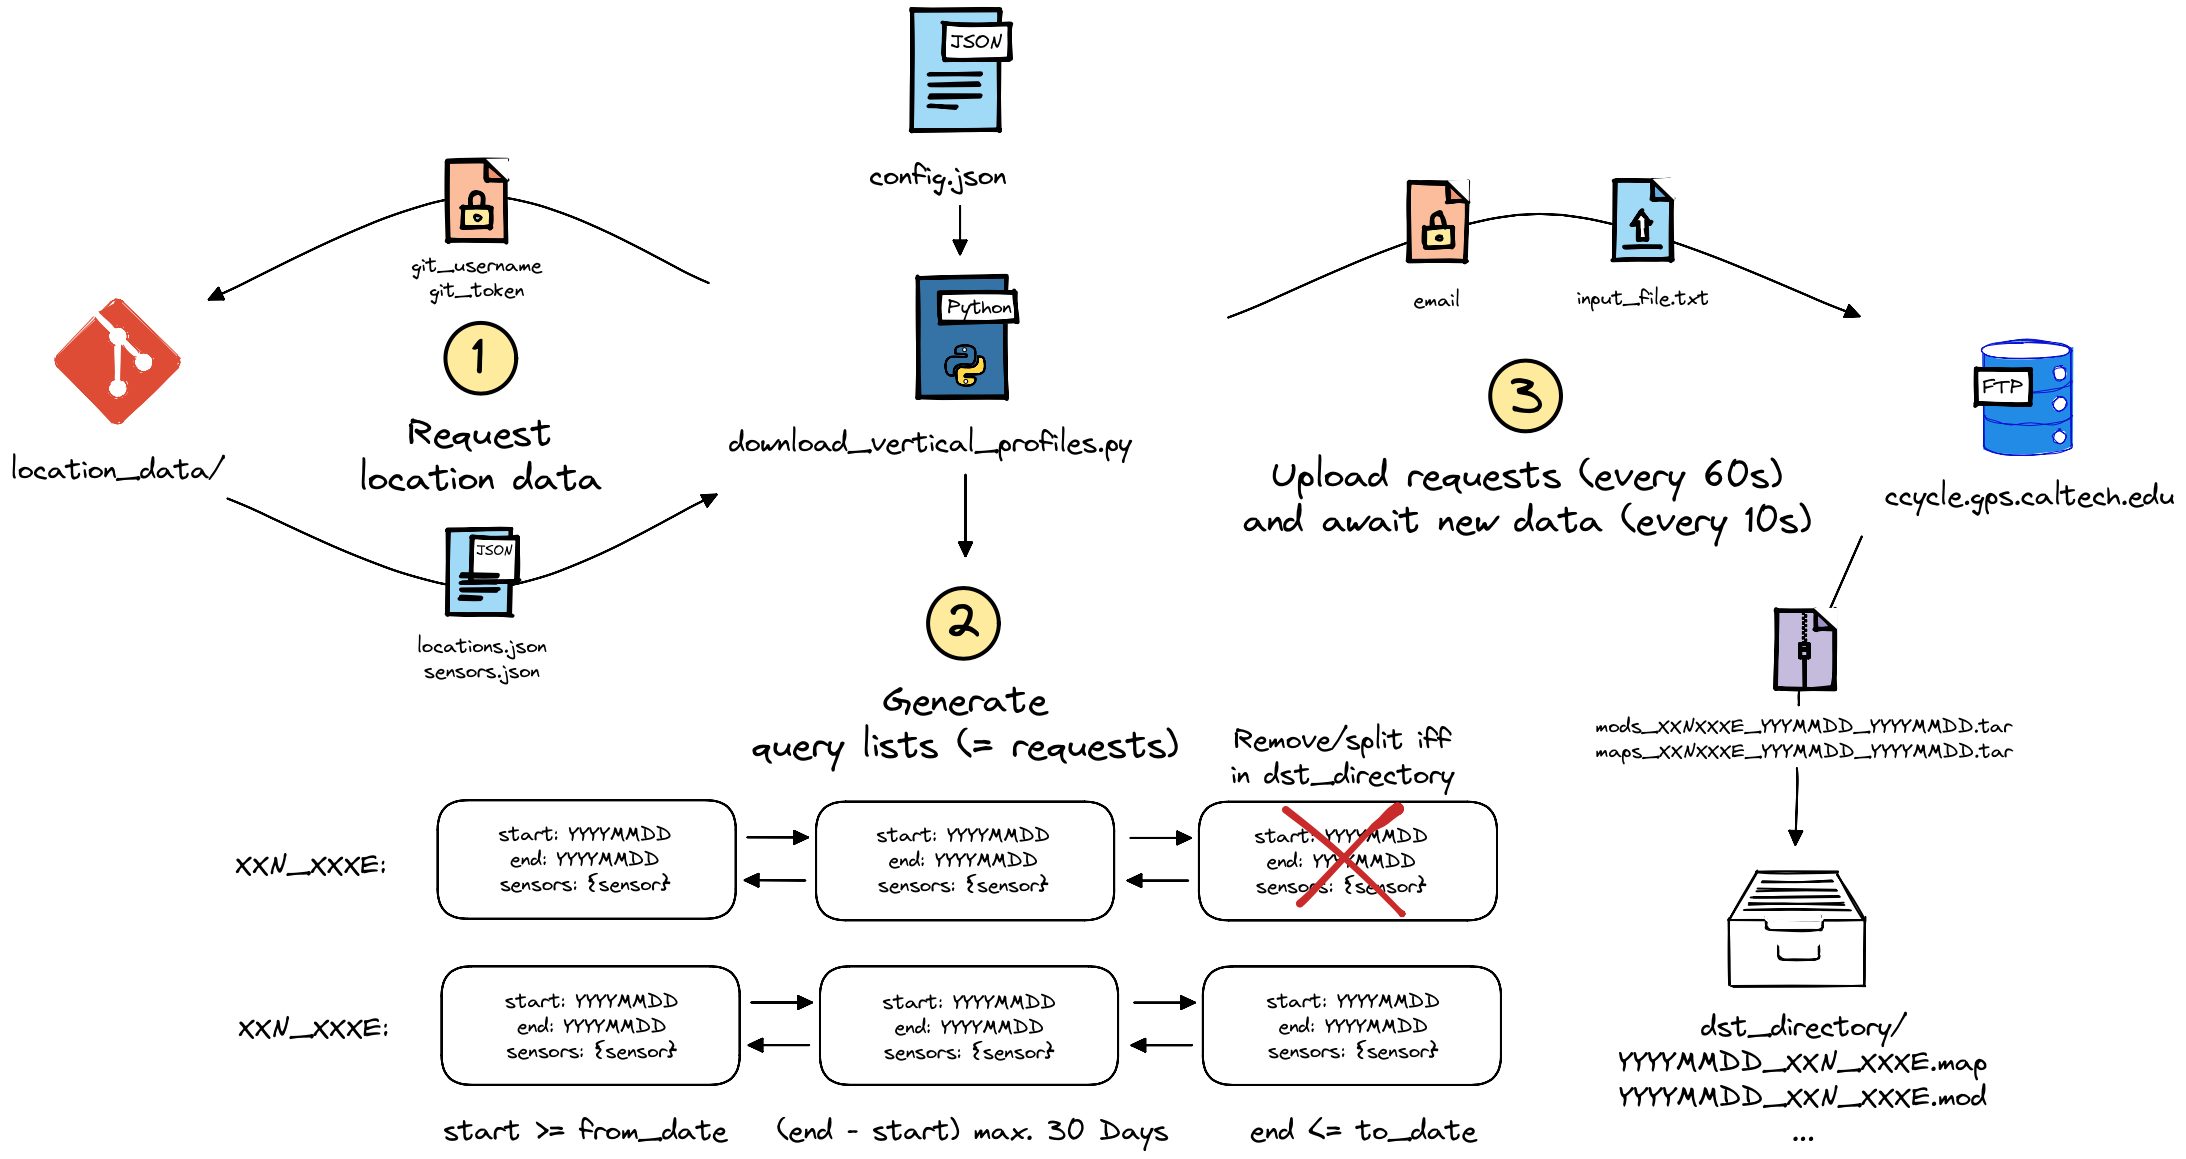 JSON
config.json
git_username
git_token
1
Request
location data
location_data/
JSON
locations.json
sensors.json
Python
download_vertical_profiles.py
2
Generate
query lists (= requests)
Remove/split iff
in dst_directory
XXN_XXXE:
start: YYYYMMDD
end: YYYYMMDD
sensors: {sensor}
start: YYYYMMDD
end: YYYYMMDD
sensors: {sensor}
start: YYYYMMDD
end: YYYYMMDD
sensors: {sensor}
XXN_XXXE:
start: YYYYMMDD
end: YYYYMMDD
sensors: {sensor}
start: YYYYMMDD
end: YYYYMMDD
sensors: {sensor}
start: YYYYMMDD
end: YYYYMMDD
sensors: {sensor}
start >= from_date
(end - start) max. 30 Days
end <= to_date
email
input_file.txt
3
Upload requests (every 60s)
and await new data (every 10s)
FTP
ccycle.gps.caltech.edu
mods_XXNXXXE_YYYMMDD_YYYYMMDD.tar
maps_XXNXXXE_YYYMMDD_YYYYMMDD.tar
dst_directory/
YYYYMMDD_XXN_XXXE.map
YYYYMMDD_XXN_XXXE.mod
...